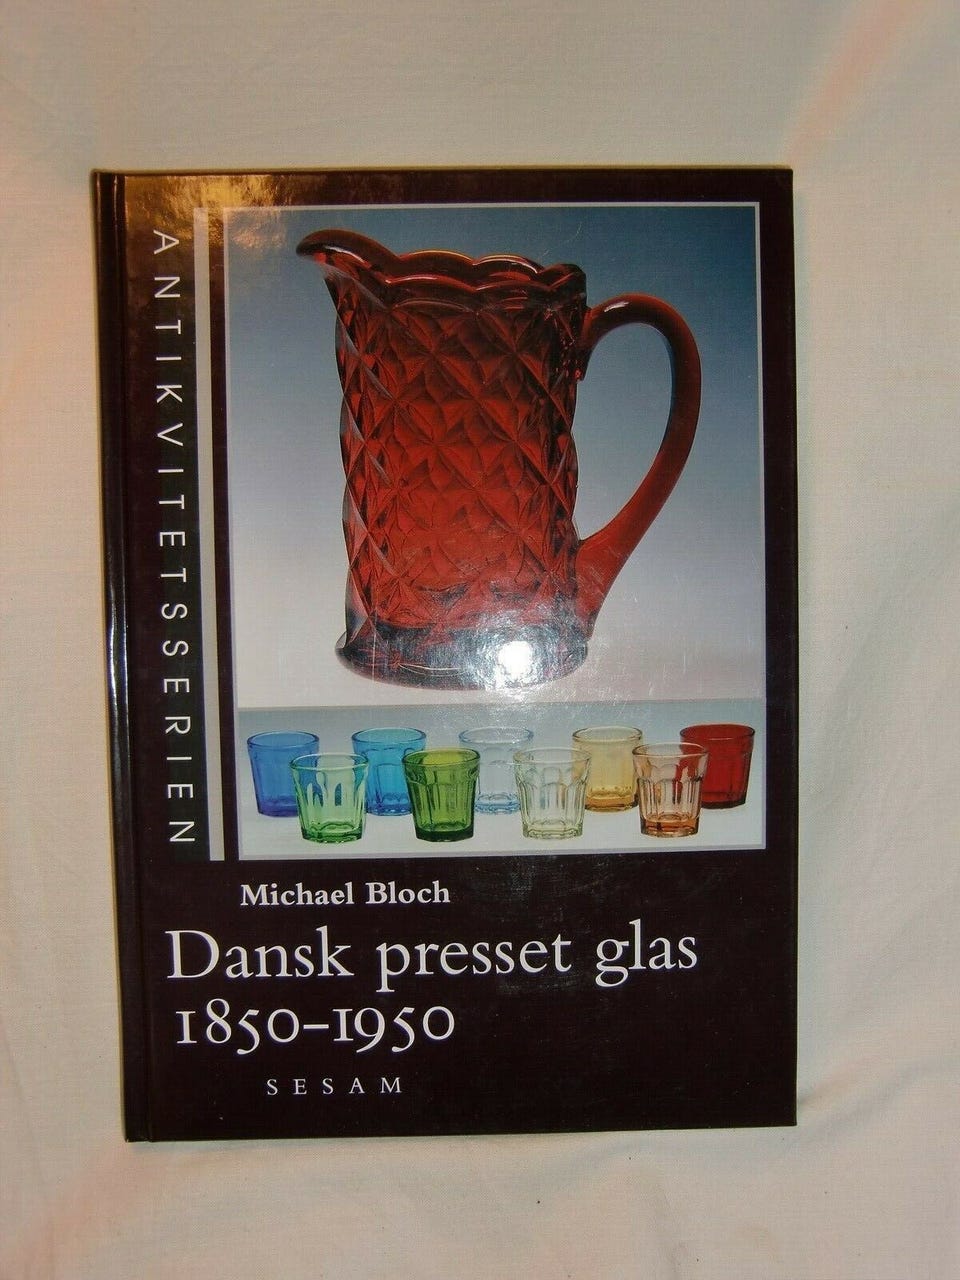 ANTIKVITETSSERIEN
Michael Bloch
Dansk presset glas
1850–1950
SESAM